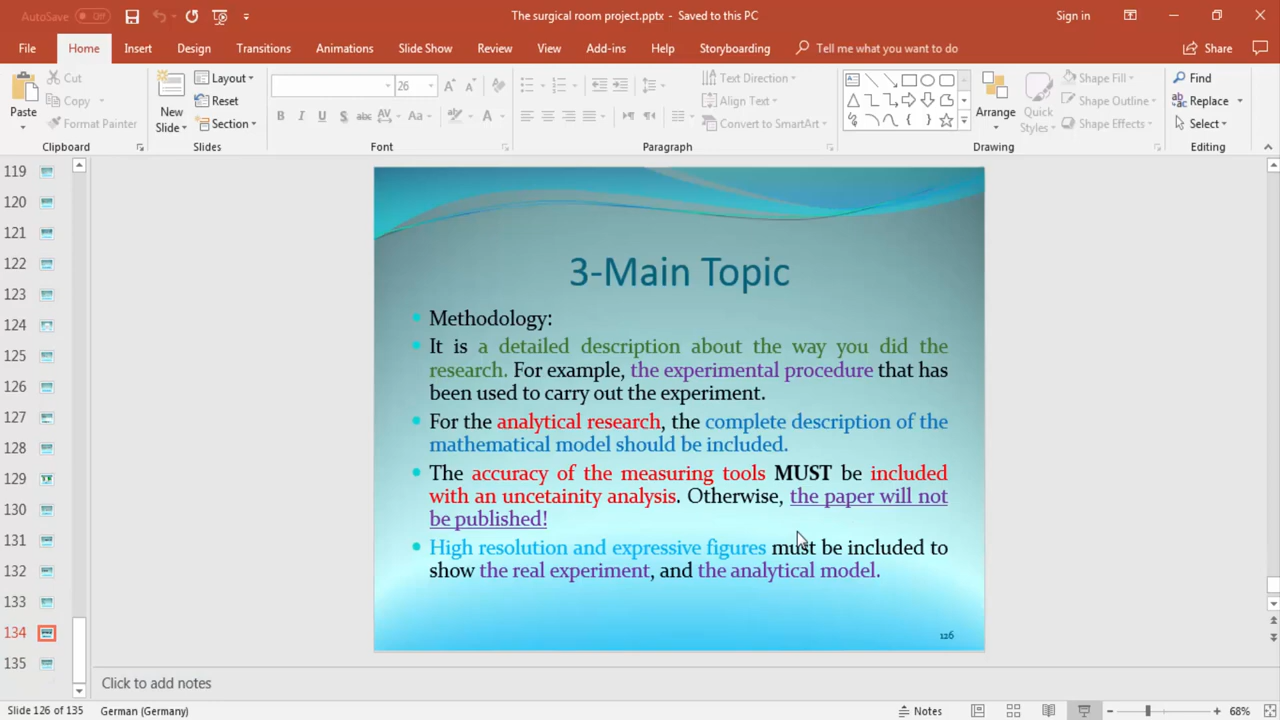 AutoSave Off
The surgical room project.pptx - Saved to this PC
Sign in
File Home Insert Design Transitions Animations Slide Show Review View Add-ins Help Storyboarding Tell me what you want to do Share
Paste
Cut
Copy
Format Painter
Clipboard
New Slide
Layout
Reset
Section
Slides
26
B I U S abc AV Aa A
Font
Text Direction
Align Text
Convert to SmartArt
Paragraph
Arrange
Quick Styles
Shape Fill
Shape Outline
Shape Effects
Drawing
Find
Replace
Select
Editing
119
120
121
122
123
124
125
126
127
128
129
130
131
132
133
134
135
3-Main Topic
Methodology:
It is a detailed description about the way you did the
research. For example, the experimental procedure that has
been used to carry out the experiment.
For the analytical research, the complete description of the
mathematical model should be included.
The accuracy of the measuring tools MUST be included
with an uncetainity analysis. Otherwise, the paper will not
be published!
High resolution and expressive figures must be included to
show the real experiment, and the analytical model.
126
Click to add notes
Slide 126 of 135 German (Germany) Notes 68%